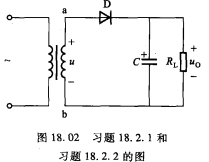 a
D
~
+
u
−
+
C
R_L
+
u_O
−
b
图 18.02 习题 18.2.1 和
习题 18.2.2 的图